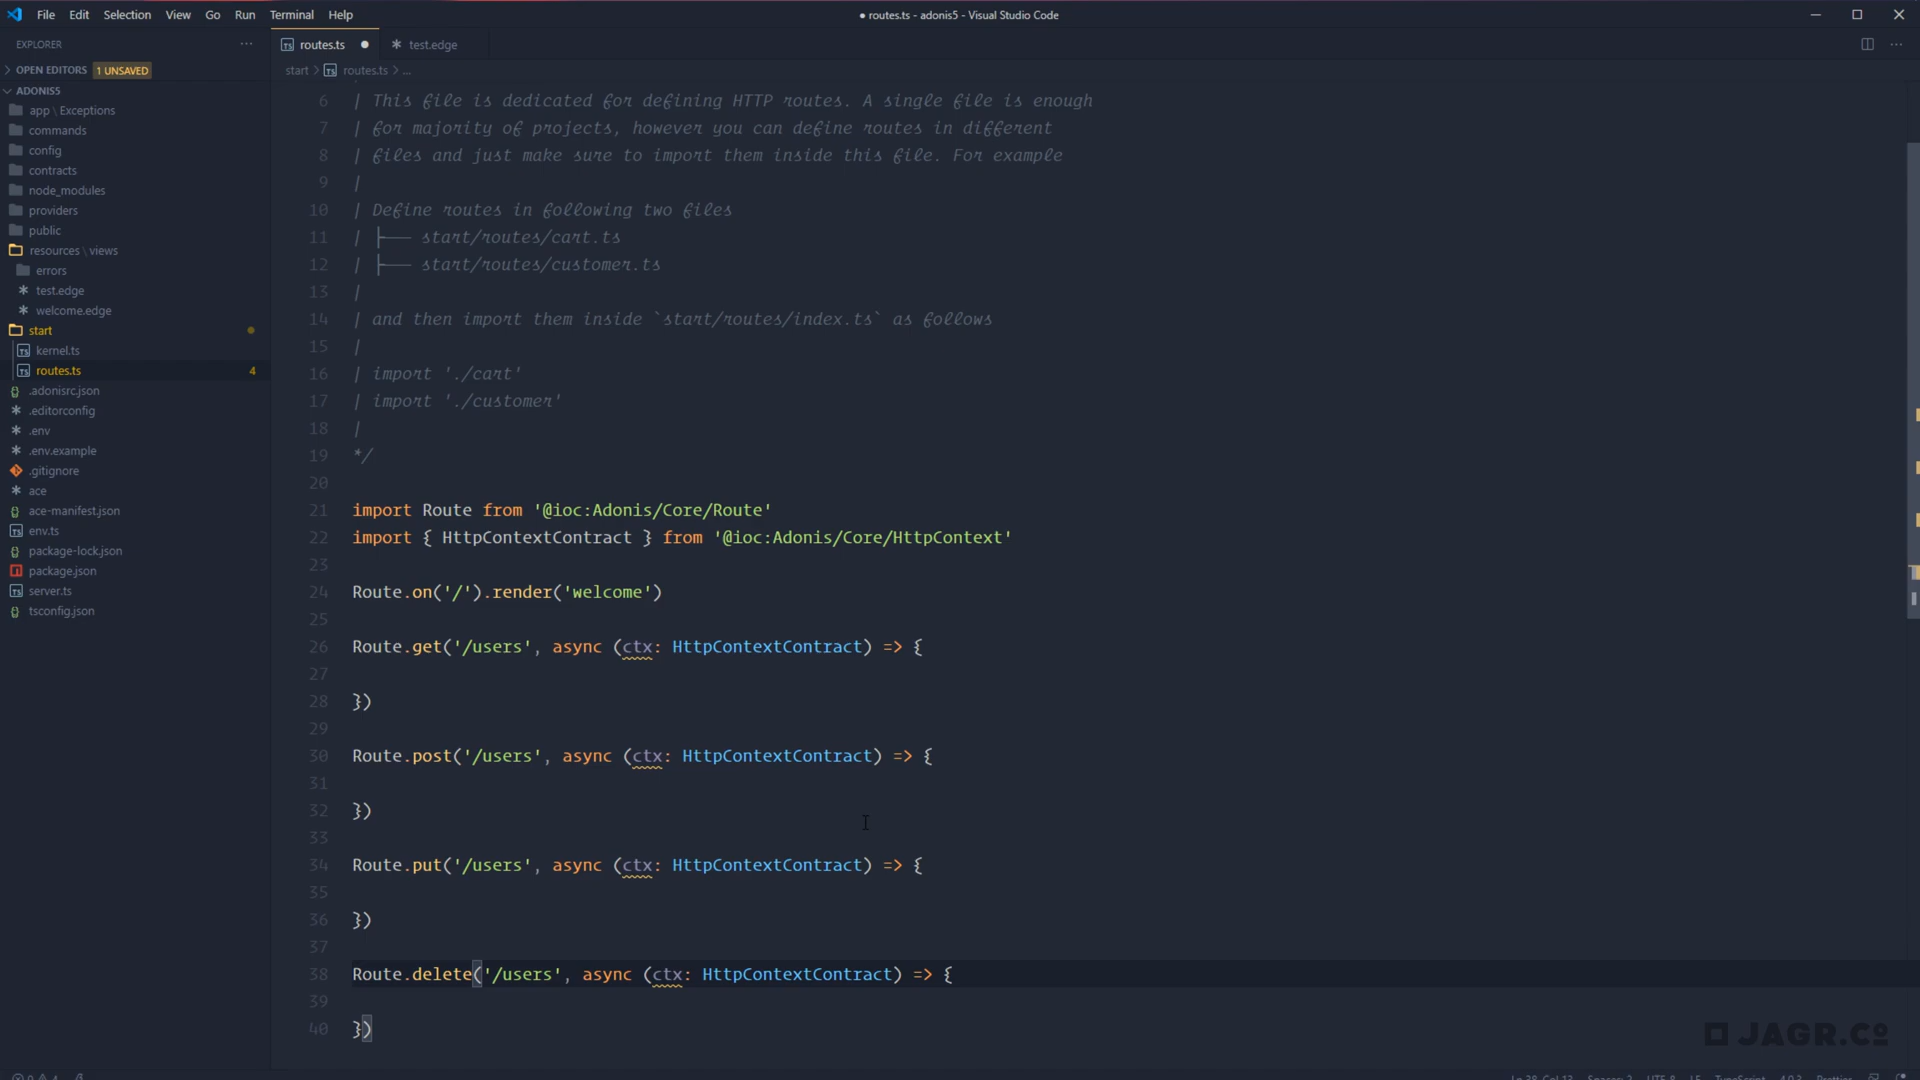 File Edit Selection View Go Run Terminal Help
● routes.ts - adonis5 - Visual Studio Code
EXPLORER ...
routes.ts ●
test.edge
OPEN EDITORS 1 UNSAVED
start > routes.ts > ...
ADONIS5
app \ Exceptions
commands
config
contracts
node_modules
providers
public
resources \ views
errors
test.edge
welcome.edge
start
kernel.ts
routes.ts 4
.adonisrc.json
.editorconfig
.env
.env.example
.gitignore
ace
ace-manifest.json
env.ts
package-lock.json
package.json
server.ts
tsconfig.json
6 | This file is dedicated for defining HTTP routes. A single file is enough
7 | for majority of projects, however you can define routes in different
8 | files and just make sure to import them inside this file. For example
9 |
10 | Define routes in following two files
11 | ├── start/routes/cart.ts
12 | ├── start/routes/customer.ts
13 |
14 | and then import them inside `start/routes/index.ts` as follows
15 |
16 | import './cart'
17 | import './customer'
18 |
19 */
20
21 import Route from '@ioc:Adonis/Core/Route'
22 import { HttpContextContract } from '@ioc:Adonis/Core/HttpContext'
23
24 Route.on('/').render('welcome')
25
26 Route.get('/users', async (ctx: HttpContextContract) => {
27
28 })
29
30 Route.post('/users', async (ctx: HttpContextContract) => {
31
32 })
33
34 Route.put('/users', async (ctx: HttpContextContract) => {
35
36 })
37
38 Route.delete('/users', async (ctx: HttpContextContract) => {
39
40 })
JAGR.Co